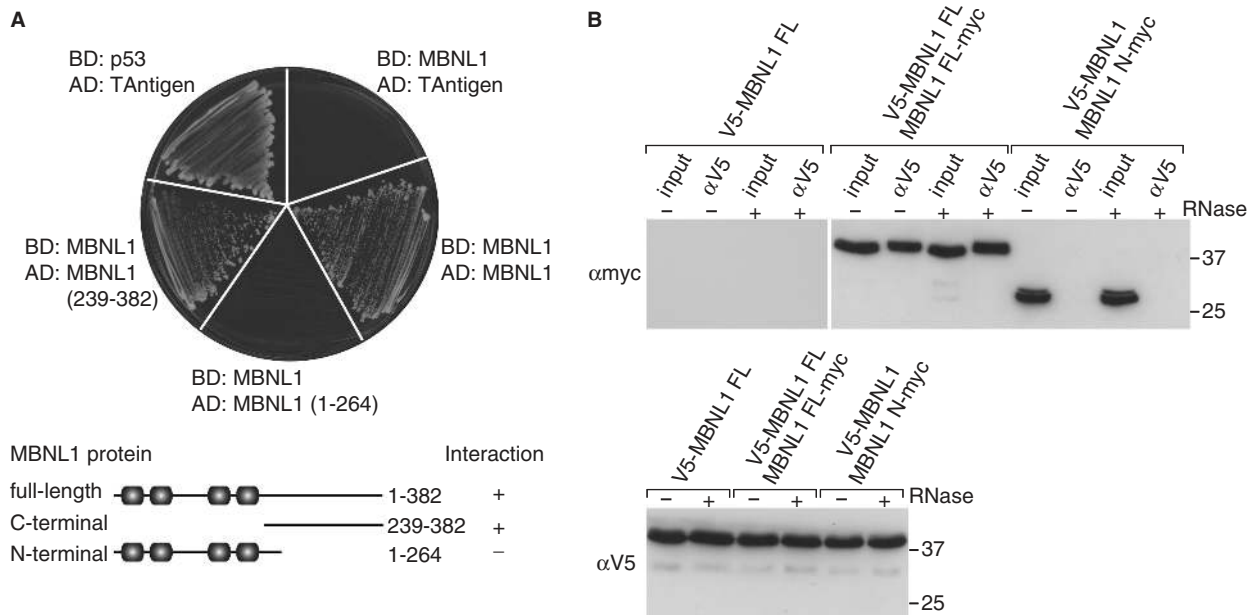 A
BD: p53
AD: TAntigen
BD: MBNL1
AD: TAntigen
BD: MBNL1
AD: MBNL1
(239-382)
BD: MBNL1
AD: MBNL1
BD: MBNL1
AD: MBNL1 (1-264)
MBNL1 protein
Interaction
full-length
1-382
+
C-terminal
239-382
+
N-terminal
1-264
−
B
V5-MBNL1 FL
V5-MBNL1 FL
MBNL1 FL-myc
V5-MBNL1
MBNL1 N-myc
input αV5 input αV5 input αV5 input αV5 input αV5 input αV5
− − + + − − + + − − + + RNase
αmyc
-37
-25
V5-MBNL1 FL
V5-MBNL1 FL
MBNL1 FL-myc
V5-MBNL1
MBNL1 N-myc
− + − + − + RNase
αV5
-37
-25